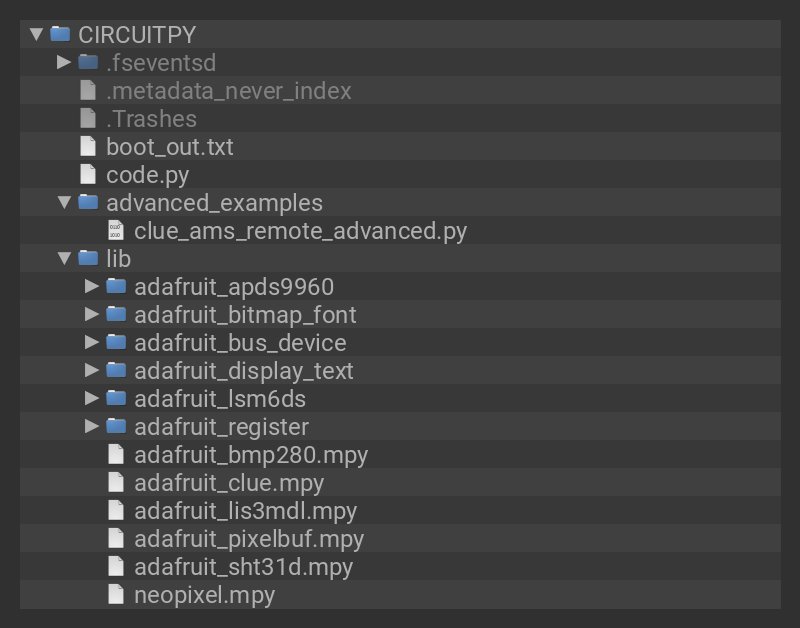 CIRCUITPY
.fseventsd
.metadata_never_index
.Trashes
boot_out.txt
code.py
advanced_examples
clue_ams_remote_advanced.py
lib
adafruit_apds9960
adafruit_bitmap_font
adafruit_bus_device
adafruit_display_text
adafruit_lsm6ds
adafruit_register
adafruit_bmp280.mpy
adafruit_clue.mpy
adafruit_lis3mdl.mpy
adafruit_pixelbuf.mpy
adafruit_sht31d.mpy
neopixel.mpy